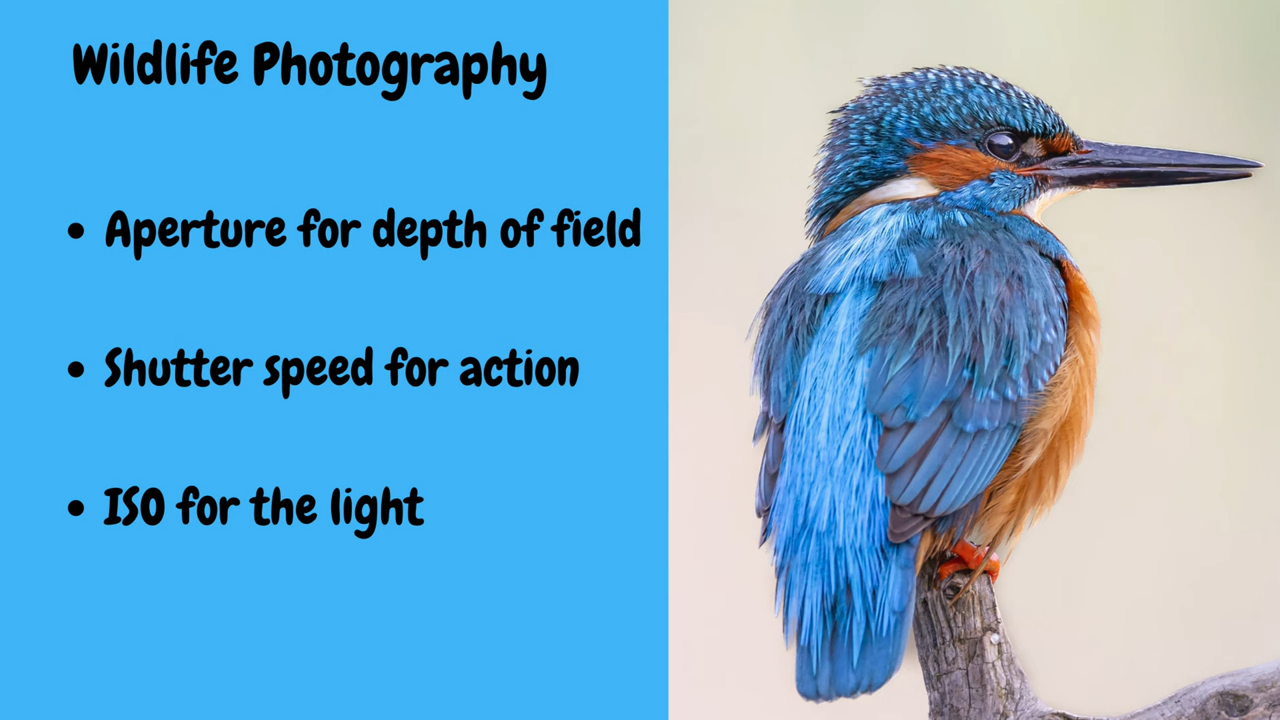 Wildlife Photography
• Aperture for depth of field
• Shutter speed for action
• ISO for the light